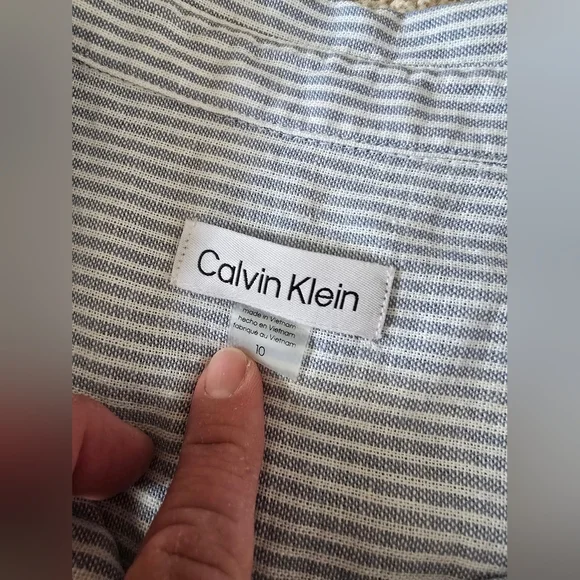 Calvin Klein
made in Vietnam
hecho en Vietnam
fabriqué au Vietnam
10